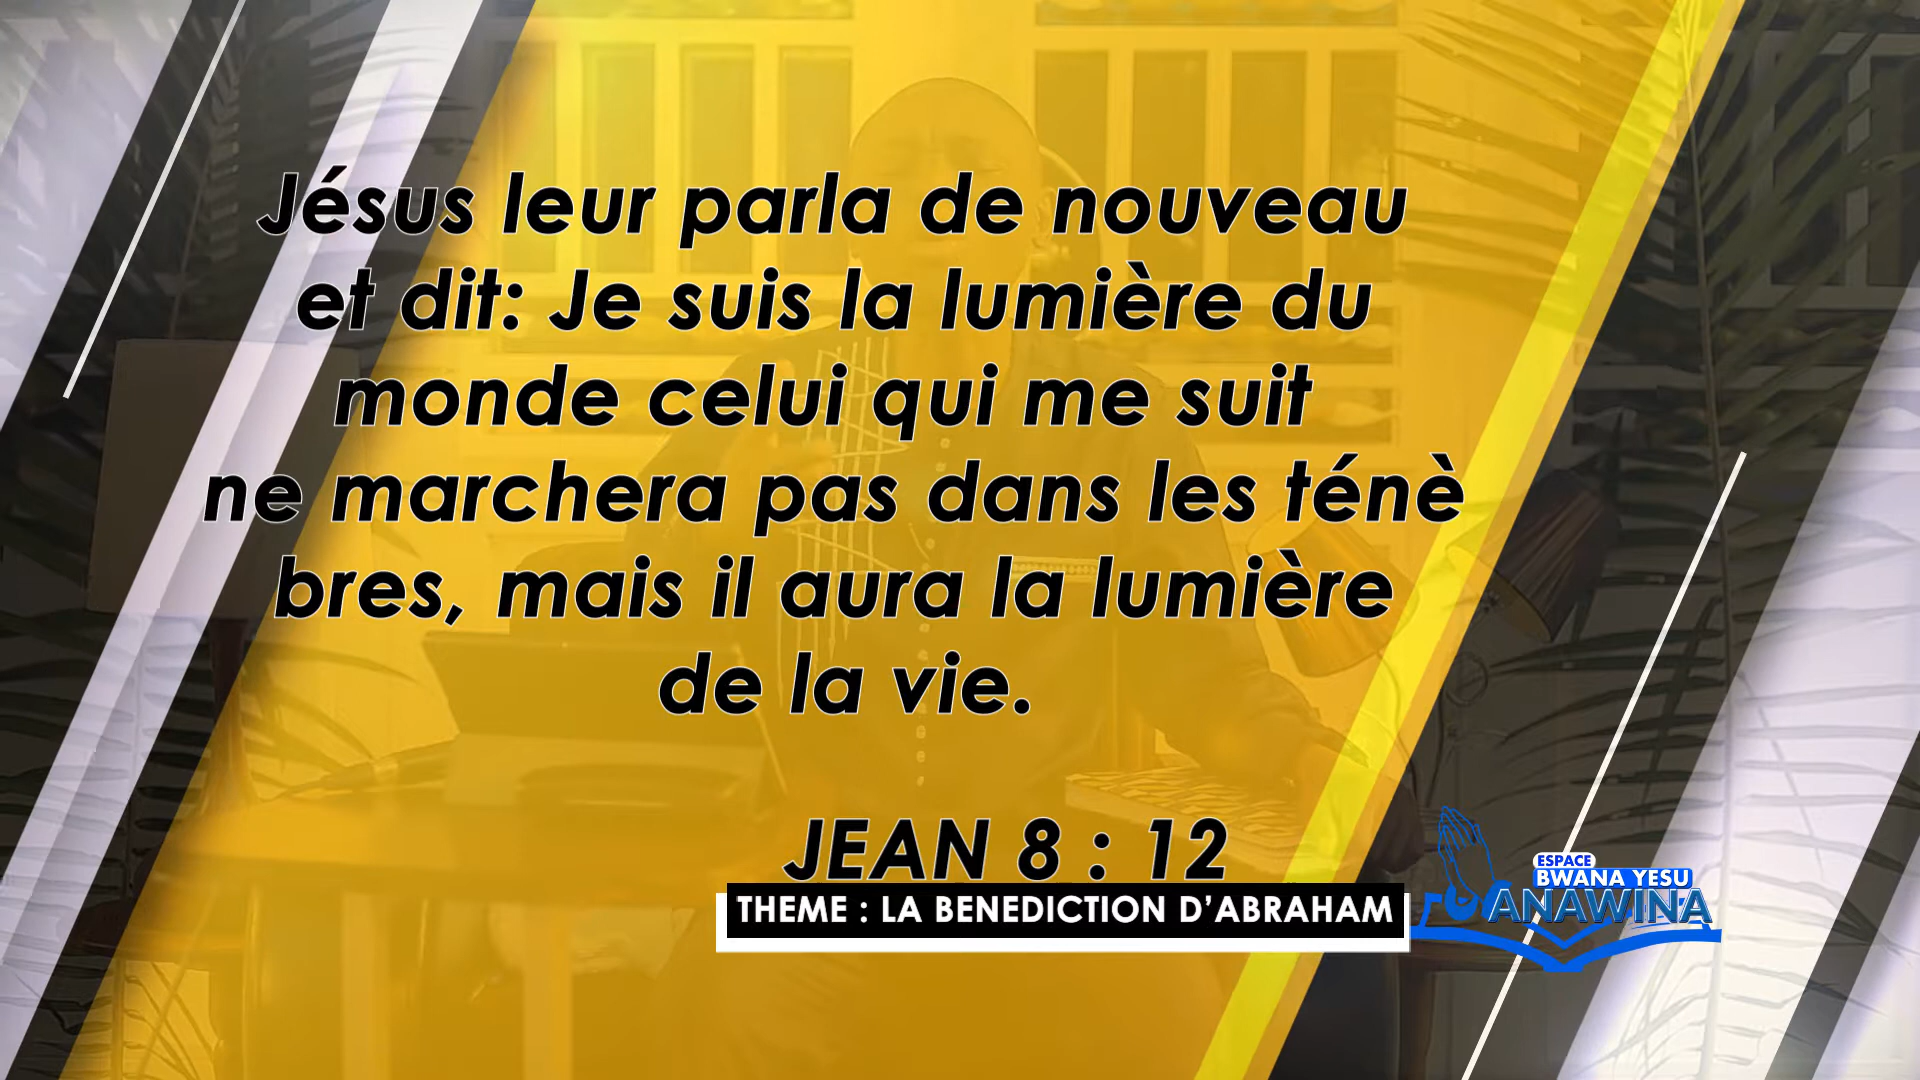 Jésus leur parla de nouveau
et dit: Je suis la lumière du
monde celui qui me suit
ne marchera pas dans les ténè
bres, mais il aura la lumière
de la vie.
JEAN 8 : 12
THEME : LA BENEDICTION D'ABRAHAM
ESPACE
BWANA YESU
ANAWINA